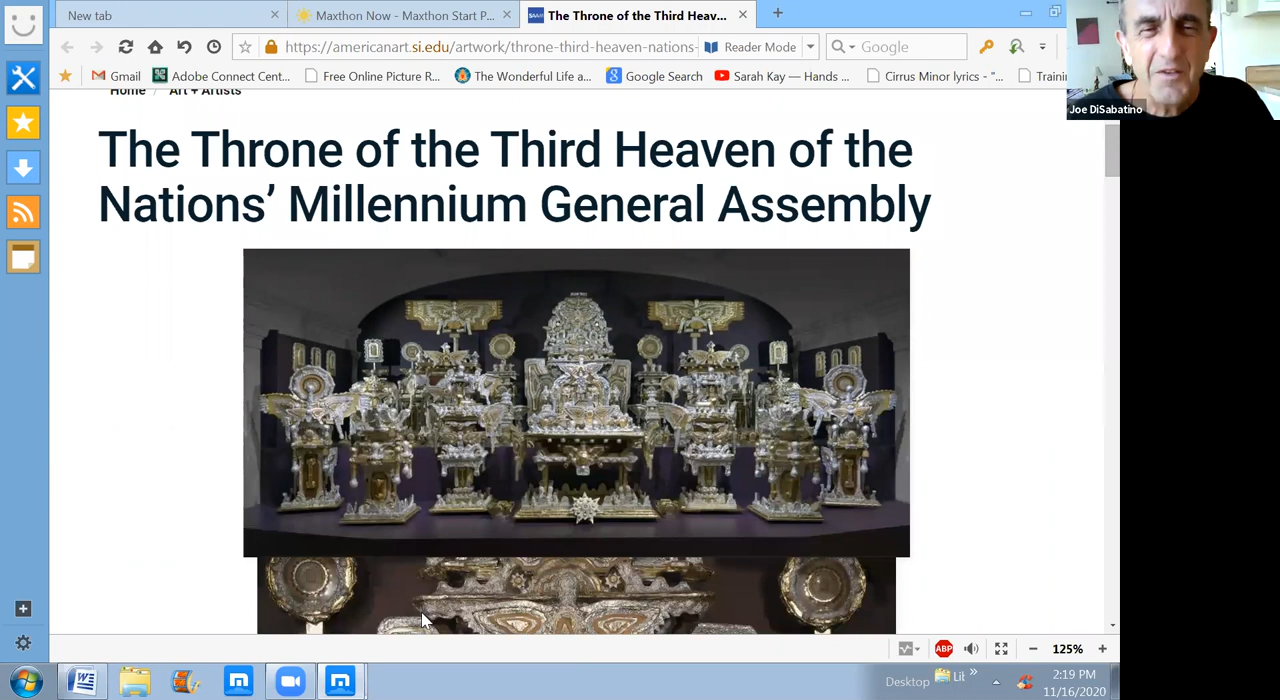 New tab
Maxthon Now - Maxthon Start P...
SAAM
The Throne of the Third Heav...
https://americanart.si.edu/artwork/throne-third-heaven-nations-
Reader Mode
Google
Gmail
Adobe Connect Cent...
Free Online Picture R...
The Wonderful Life a...
Google Search
Sarah Kay — Hands ...
Cirrus Minor lyrics - "...
Traini
Joe DiSabatino
Home / Art + Artists
The Throne of the Third Heaven of the
Nations’ Millennium General Assembly
ABP
125%
Desktop
Lil
2:19 PM
11/16/2020